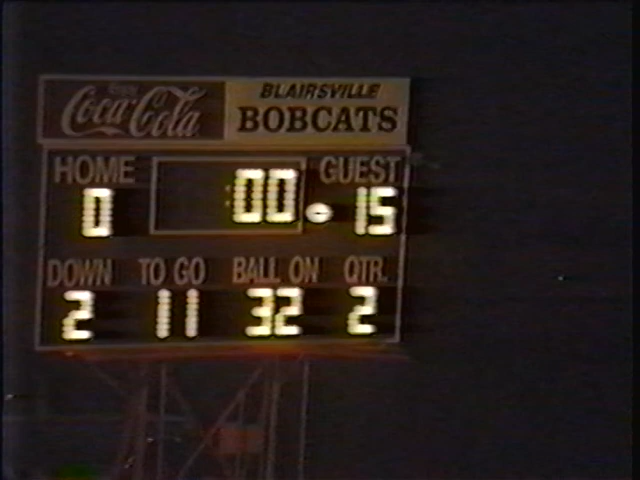 Enjoy
Coca-Cola
BLAIRSVILLE
BOBCATS
HOME GUEST
0 :00 15
DOWN TO GO BALL ON QTR.
2 11 32 2